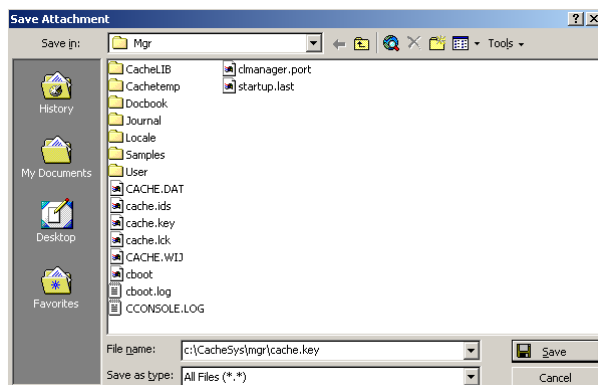 Save Attachment
Save in:
Mgr
Tools
History
My Documents
Desktop
Favorites
CacheLIB
Cachetemp
Docbook
Journal
Locale
Samples
User
CACHE.DAT
cache.ids
cache.key
cache.lck
CACHE.WIJ
cboot
cboot.log
CCONSOLE.LOG
clmanager.port
startup.last
File name:
c:\CacheSys\mgr\cache.key
Save
Save as type:
All Files (*.*)
Cancel